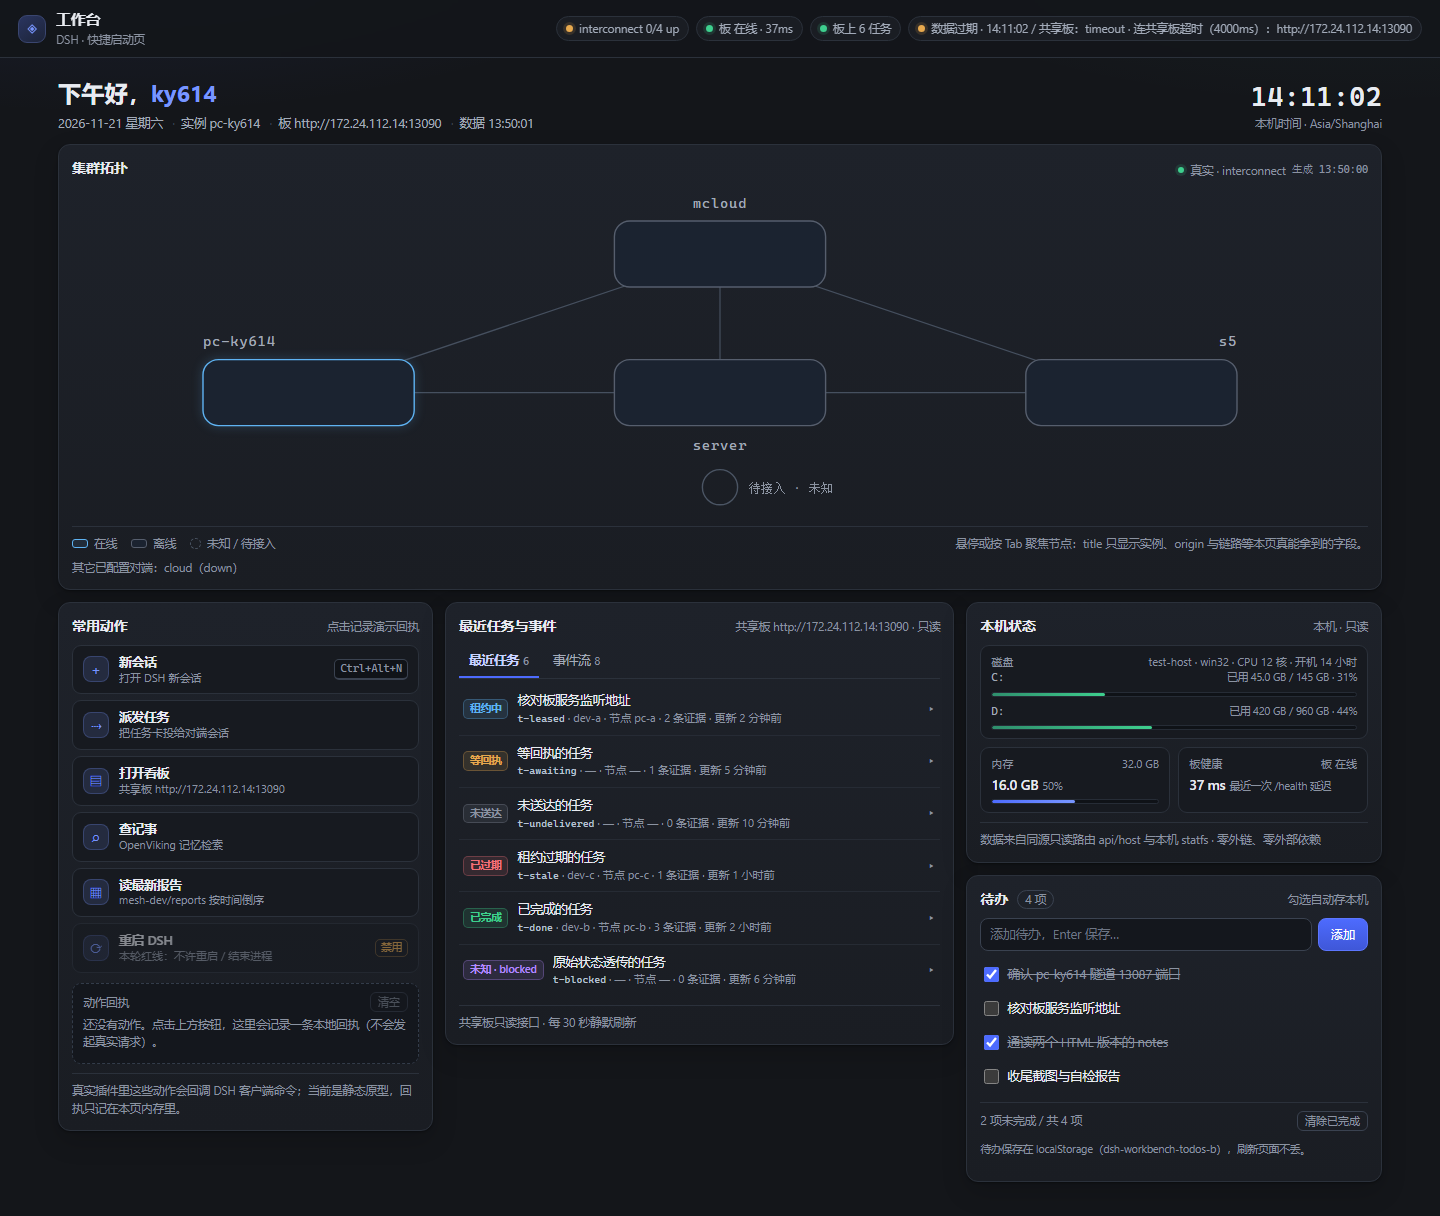 工作台
DSH · 快捷启动页
interconnect 0/4 up
板 在线 · 37ms
板上 6 任务
数据过期 · 14:11:02 / 共享板：timeout · 连共享板超时（4000ms）：http://172.24.112.14:13090
下午好，ky614
14:11:02
2026-11-21 星期六 · 实例 pc-ky614 · 板 http://172.24.112.14:13090 · 数据 13:50:01
本机时间 · Asia/Shanghai
集群拓扑
真实 · interconnect 生成 13:50:00
mcloud
pc-ky614
s5
server
待接入 · 未知
在线 离线 未知 / 待接入
悬停或按 Tab 聚焦节点：title 只显示实例、origin 与链路等本页真能拿到的字段。
其它已配置对端：cloud（down）
常用动作
点击记录演示回执
新会话
打开 DSH 新会话
Ctrl+Alt+N
派发任务
把任务卡投给对端会话
打开看板
共享板 http://172.24.112.14:13090
查记事
OpenViking 记忆检索
读最新报告
mesh-dev/reports 按时间倒序
重启 DSH
本轮红线：不许重启 / 结束进程
禁用
动作回执
清空
还没有动作。点击上方按钮，这里会记录一条本地回执（不会发
起真实请求）。
真实插件里这些动作会回调 DSH 客户端命令；当前是静态原型，回
执只记在本页内存里。
最近任务与事件
共享板 http://172.24.112.14:13090 · 只读
最近任务 6
事件流 8
租约中
核对板服务监听地址
t-leased · dev-a · 节点 pc-a · 2 条证据 · 更新 2 分钟前
等回执
等回执的任务
t-awaiting · — · 节点 — · 1 条证据 · 更新 5 分钟前
未送达
未送达的任务
t-undelivered · — · 节点 — · 0 条证据 · 更新 10 分钟前
已过期
租约过期的任务
t-stale · dev-c · 节点 pc-c · 1 条证据 · 更新 1 小时前
已完成
已完成的任务
t-done · dev-b · 节点 pc-b · 3 条证据 · 更新 2 小时前
未知 · blocked
原始状态透传的任务
t-blocked · — · 节点 — · 0 条证据 · 更新 6 分钟前
共享板只读接口 · 每 30 秒静默刷新
本机状态
本机 · 只读
磁盘
test-host · win32 · CPU 12 核 · 开机 14 小时
C:
已用 45.0 GB / 145 GB · 31%
D:
已用 420 GB / 960 GB · 44%
内存
32.0 GB
16.0 GB 50%
板健康
板 在线
37 ms 最近一次 /health 延迟
数据来自同源只读路由 api/host 与本机 statfs · 零外链、零外部依赖
待办
4 项
勾选自动存本机
添加待办，Enter 保存…
添加
确认 pc-ky614 隧道 13087 端口
核对板服务监听地址
通读两个 HTML 版本的 notes
收尾截图与自检报告
2 项未完成 / 共 4 项
清除已完成
待办保存在 localStorage（dsh-workbench-todos-b），刷新页面不丢。